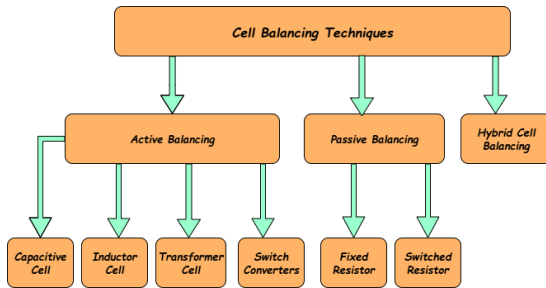 Cell Balancing Techniques
Active Balancing
Passive Balancing
Hybrid Cell
Balancing
Capacitive
Cell
Inductor
Cell
Transformer
Cell
Switch
Converters
Fixed
Resistor
Switched
Resistor